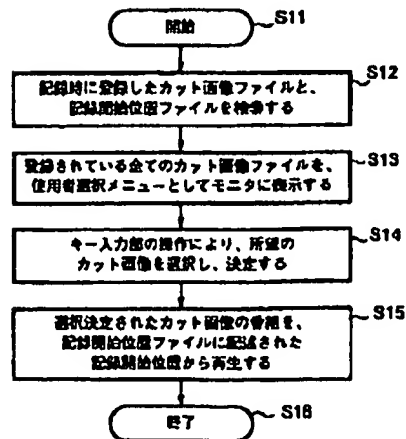 開始
S11
S12
記録時に登録したカット画像ファイルと、
記録開始位置ファイルを検索する
S13
登録されている全てのカット画像ファイルを、
使用者選択メニューとしてモニタに表示する
S14
キー入力部の操作により、所望の
カット画像を選択し、決定する
S15
選択決定されたカット画像の番組を、
記録開始位置ファイルに記述された
記録開始位置から再生する
終了
S16